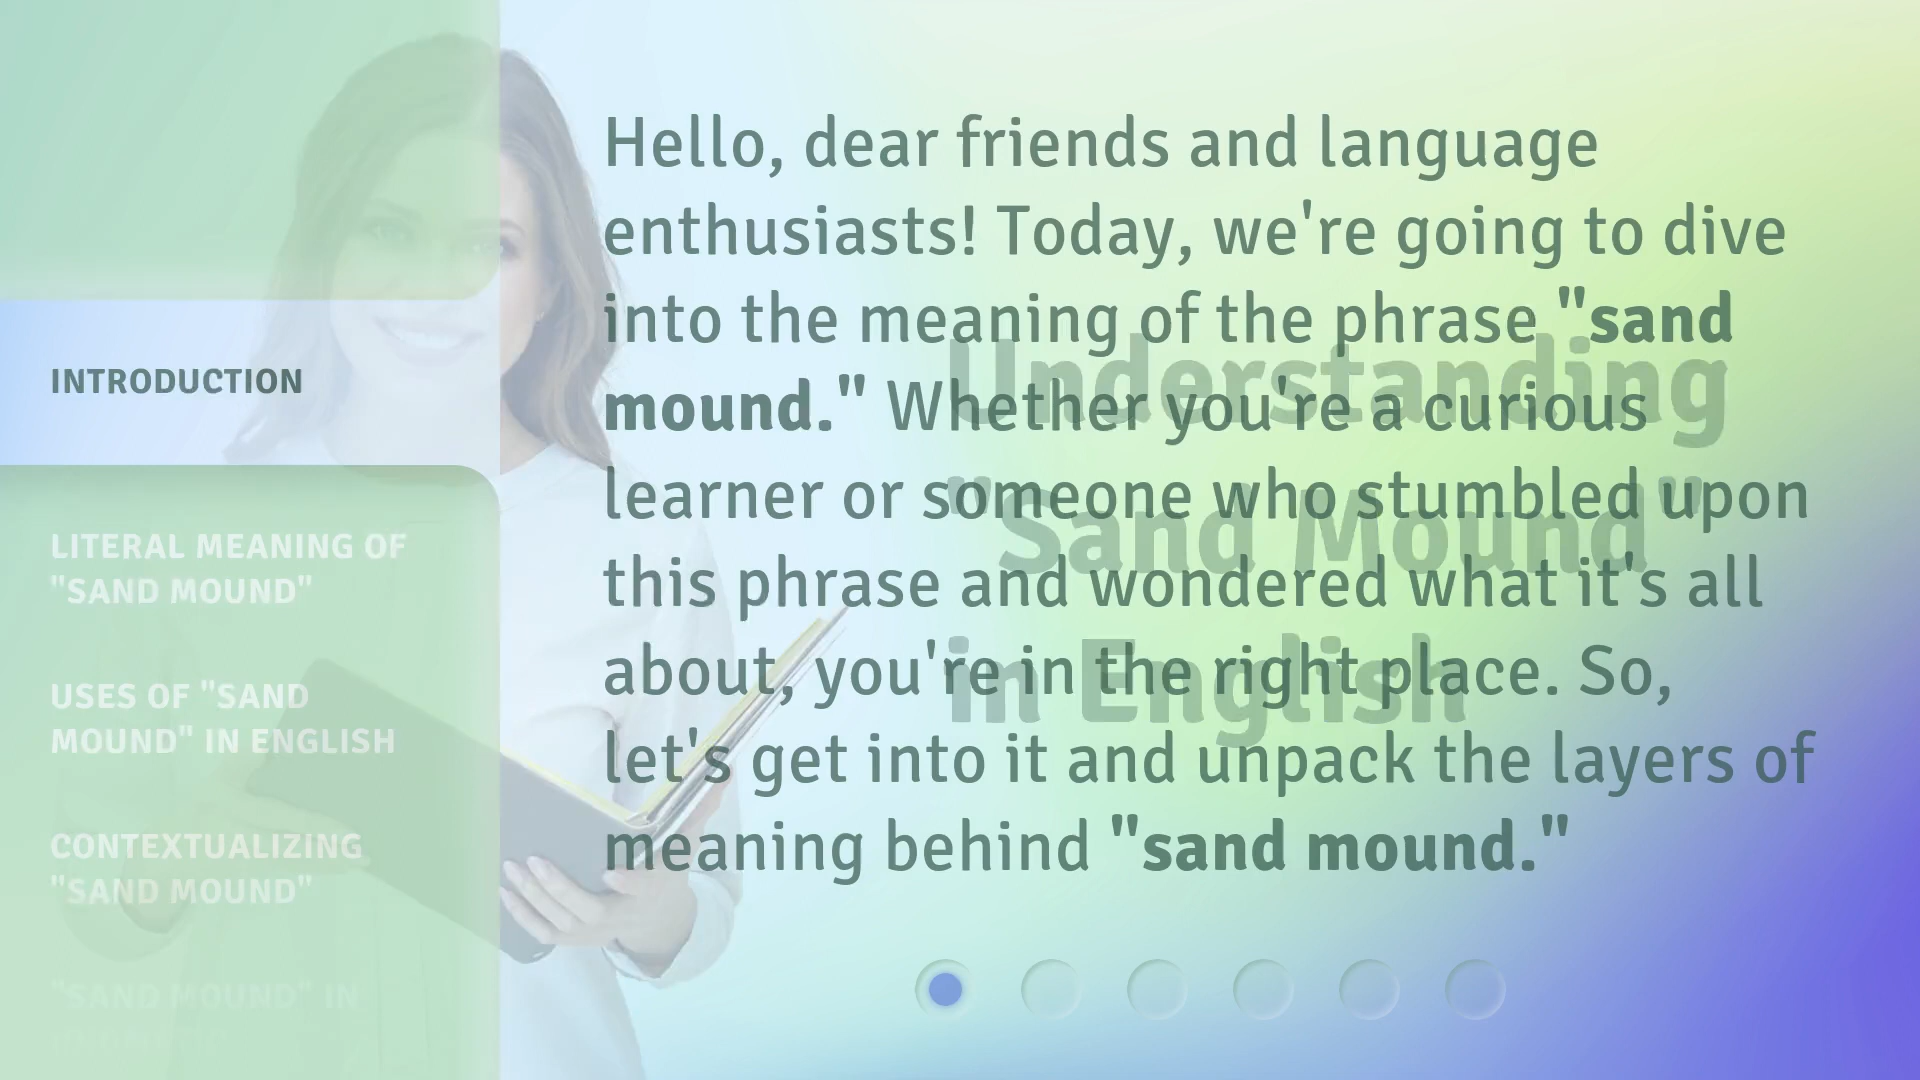 INTRODUCTION
LITERAL MEANING OF
"SAND MOUND"
USES OF "SAND
MOUND" IN ENGLISH
CONTEXTUALIZING
"SAND MOUND"
"SAND MOUND" IN
Hello, dear friends and language
enthusiasts! Today, we're going to dive
into the meaning of the phrase "sand
mound." Whether you're a curious
learner or someone who stumbled upon
this phrase and wondered what it's all
about, you're in the right place. So,
let's get into it and unpack the layers of
meaning behind "sand mound."
Understanding
"Sand Mound"
in English